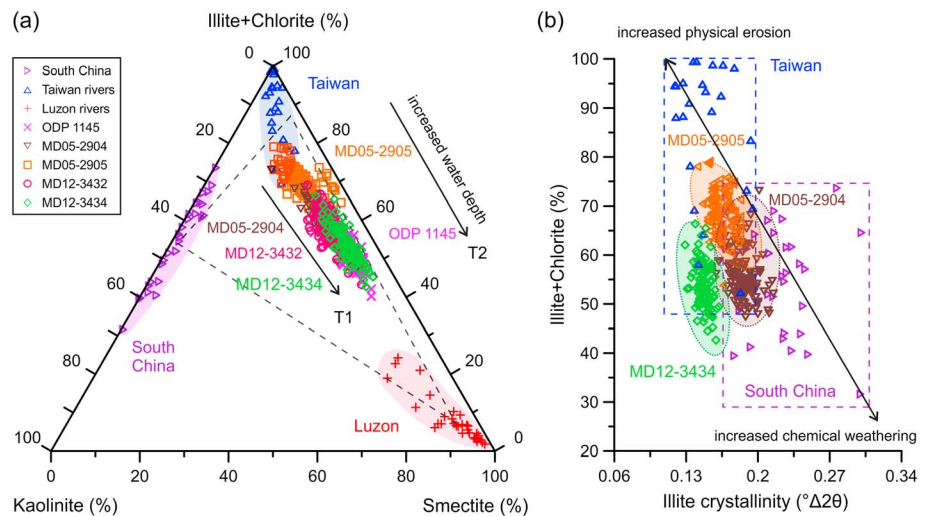 (a)
Illite+Chlorite (%)
0 100
South China
Taiwan rivers
Luzon rivers
ODP 1145
MD05-2904
MD05-2905
MD12-3432
MD12-3434
Taiwan
increased water depth
20
80
MD05-2905
40
60
MD05-2904
ODP 1145
MD12-3432
T2
MD12-3434
60
40
T1
South
China
80
20
Luzon
100
0
0 20 40 60 80 100
Kaolinite (%)
Smectite (%)
(b)
increased physical erosion
Illite+Chlorite (%)
100
90
80
70
60
50
40
30
20
Taiwan
MD05-2905
MD05-2904
MD12-3434
South China
increased chemical weathering
0.06 0.13 0.2 0.27 0.34
Illite crystallinity (°Δ2θ)